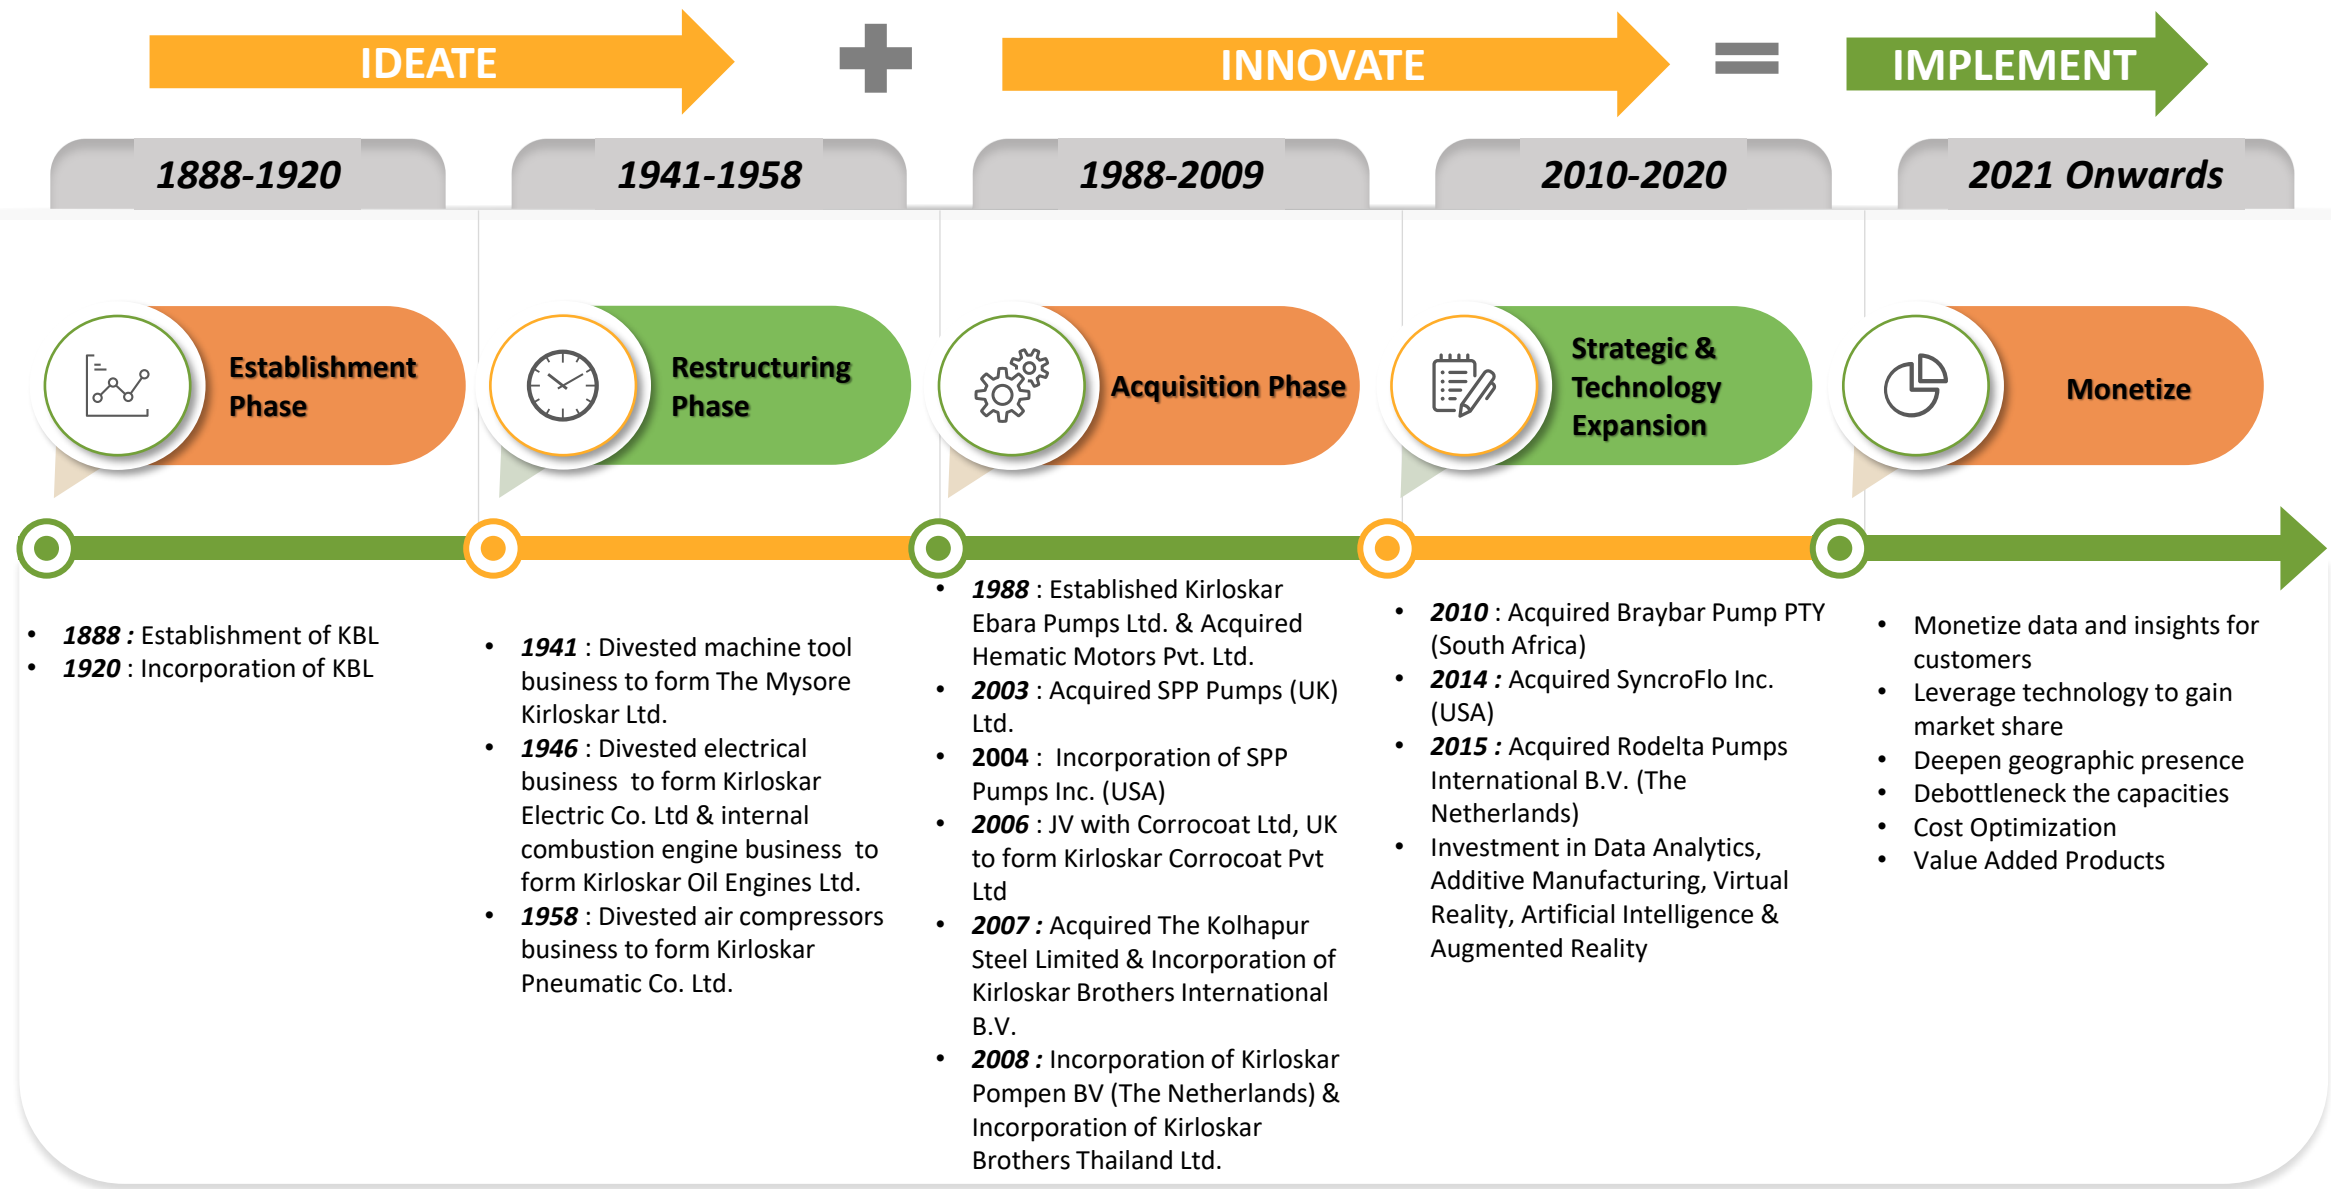 IDEATE
INNOVATE
IMPLEMENT
1888-1920
1941-1958
1988-2009
2010-2020
2021 Onwards
Establishment
Phase
Restructuring
Phase
Acquisition Phase
Strategic &
Technology
Expansion
Monetize
• 1888 : Establishment of KBL
• 1920 : Incorporation of KBL
• 1941 : Divested machine tool
business to form The Mysore
Kirloskar Ltd.
• 1946 : Divested electrical
business to form Kirloskar
Electric Co. Ltd & internal
combustion engine business to
form Kirloskar Oil Engines Ltd.
• 1958 : Divested air compressors
business to form Kirloskar
Pneumatic Co. Ltd.
• 1988 : Established Kirloskar
Ebara Pumps Ltd. & Acquired
Hematic Motors Pvt. Ltd.
• 2003 : Acquired SPP Pumps (UK)
Ltd.
• 2004 : Incorporation of SPP
Pumps Inc. (USA)
• 2006 : JV with Corrocoat Ltd, UK
to form Kirloskar Corrocoat Pvt
Ltd
• 2007 : Acquired The Kolhapur
Steel Limited & Incorporation of
Kirloskar Brothers International
B.V.
• 2008 : Incorporation of Kirloskar
Pompen BV (The Netherlands) &
Incorporation of Kirloskar
Brothers Thailand Ltd.
• 2010 : Acquired Braybar Pump PTY
(South Africa)
• 2014 : Acquired SyncroFlo Inc.
(USA)
• 2015 : Acquired Rodelta Pumps
International B.V. (The
Netherlands)
• Investment in Data Analytics,
Additive Manufacturing, Virtual
Reality, Artificial Intelligence &
Augmented Reality
• Monetize data and insights for
customers
• Leverage technology to gain
market share
• Deepen geographic presence
• Debottleneck the capacities
• Cost Optimization
• Value Added Products